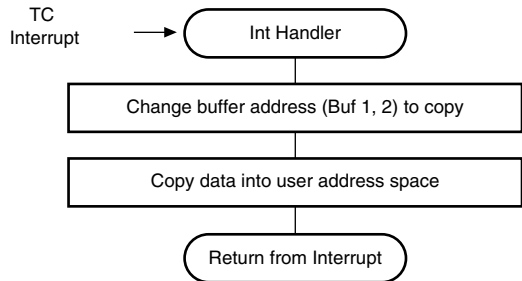 TC
Interrupt
Int Handler
Change buffer address (Buf 1, 2) to copy
Copy data into user address space
Return from Interrupt